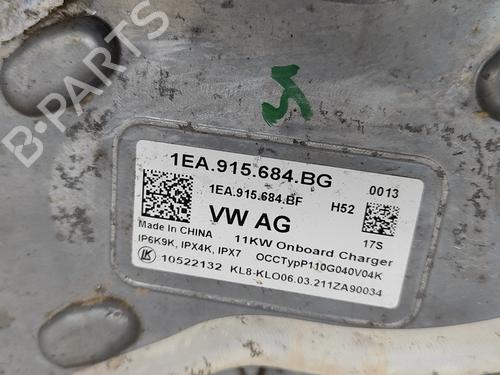 1EA.915.684.BG
0013
1EA.915.684.BF
H52
VW AG
17S
Made In CHINA
11KW Onboard Charger
IP6K9K, IPX4K, IPX7
OCCTypP110G040V04K
10522132
KL8-KLO06.03.211ZA90034
B-PARTS